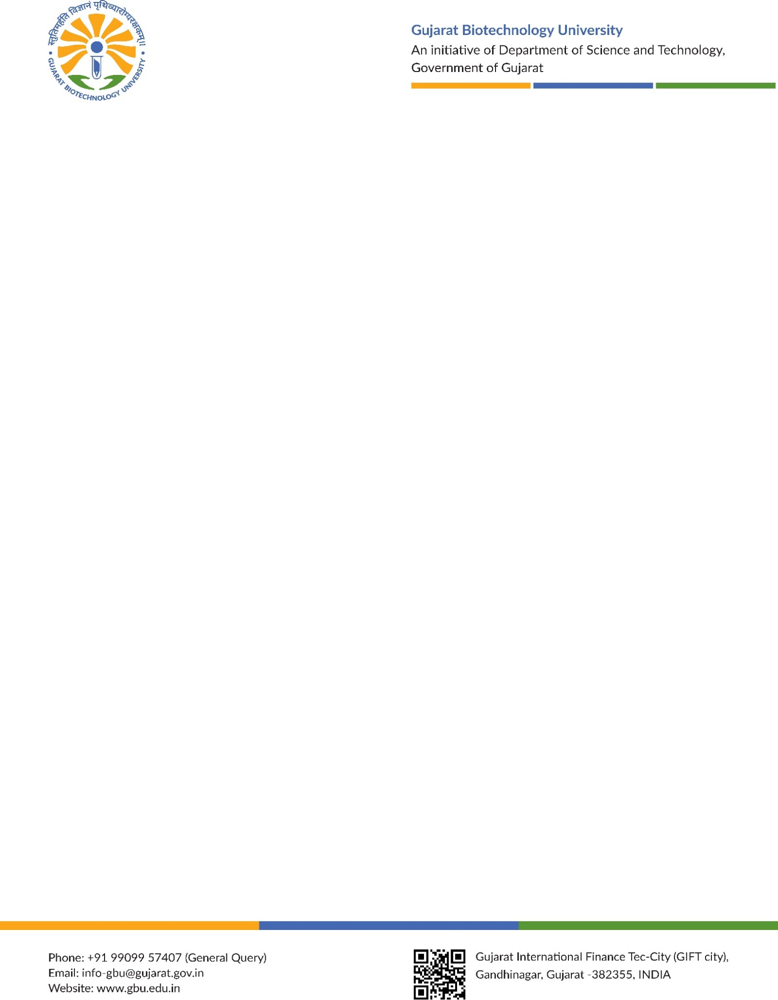 स्तुतिमर्हति विज्ञानं पृथिव्यारोग्यरक्षकम्॥
• GUJARAT BIOTECHNOLOGY UNIVERSITY •
Gujarat Biotechnology University
An initiative of Department of Science and Technology,
Government of Gujarat
Phone: +91 99099 57407 (General Query)
Email: info-gbu@gujarat.gov.in
Website: www.gbu.edu.in
Gujarat International Finance Tec-City (GIFT city),
Gandhinagar, Gujarat -382355, INDIA